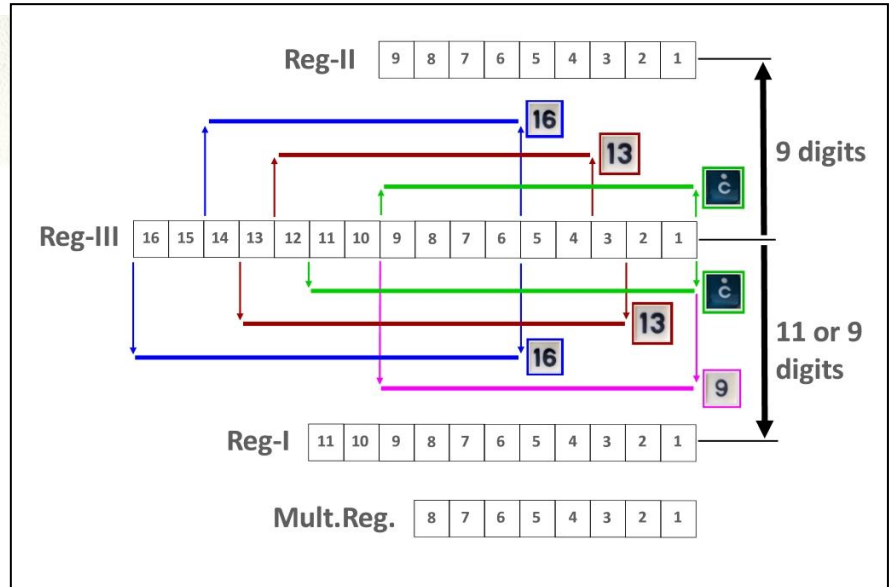 Reg-II 9 8 7 6 5 4 3 2 1
16
13
9 digits
ċ
Reg-III 16 15 14 13 12 11 10 9 8 7 6 5 4 3 2 1
ċ
13
11 or 9
digits
16
9
Reg-I 11 10 9 8 7 6 5 4 3 2 1
Mult.Reg. 8 7 6 5 4 3 2 1